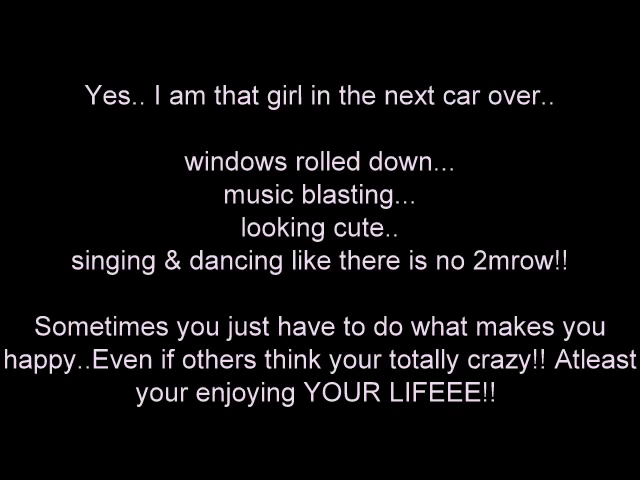 Yes.. I am that girl in the next car over..
windows rolled down...
music blasting...
looking cute..
singing & dancing like there is no 2mrow!!
Sometimes you just have to do what makes you
happy..Even if others think your totally crazy!! Atleast
your enjoying YOUR LIFEEE!!